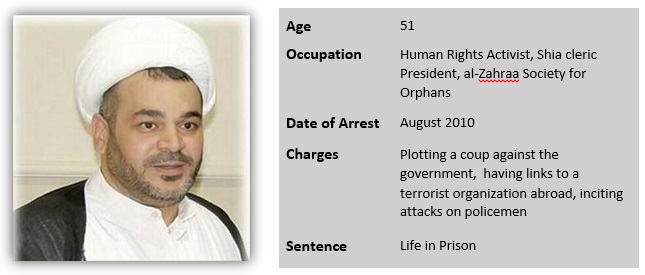 Age 51
Occupation Human Rights Activist, Shia cleric
President, al-Zahraa Society for
Orphans
Date of Arrest August 2010
Charges Plotting a coup against the
government, having links to a
terrorist organization abroad, inciting
attacks on policemen
Sentence Life in Prison